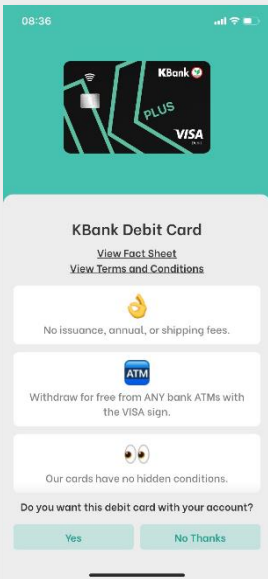 08:36
KBank
PLUS
VISA
KBank Debit Card
View Fact Sheet
View Terms and Conditions
No issuance, annual, or shipping fees.
ATM
Withdraw for free from ANY bank ATMs with
the VISA sign.
Our cards have no hidden conditions.
Do you want this debit card with your account?
Yes
No Thanks